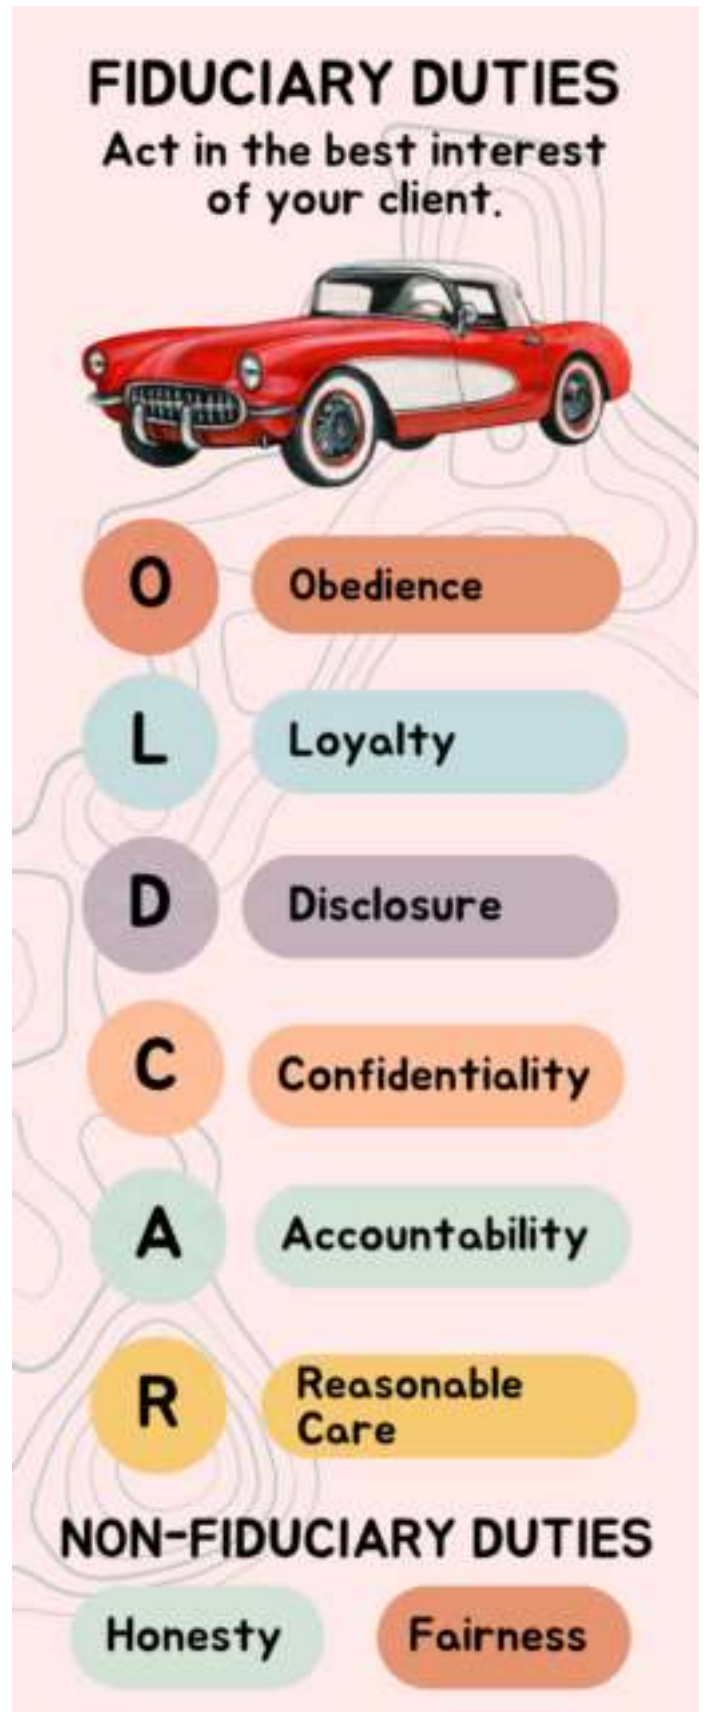 FIDUCIARY DUTIES
Act in the best interest
of your client.
O Obedience
L Loyalty
D Disclosure
C Confidentiality
A Accountability
R Reasonable
Care
NON-FIDUCIARY DUTIES
Honesty Fairness